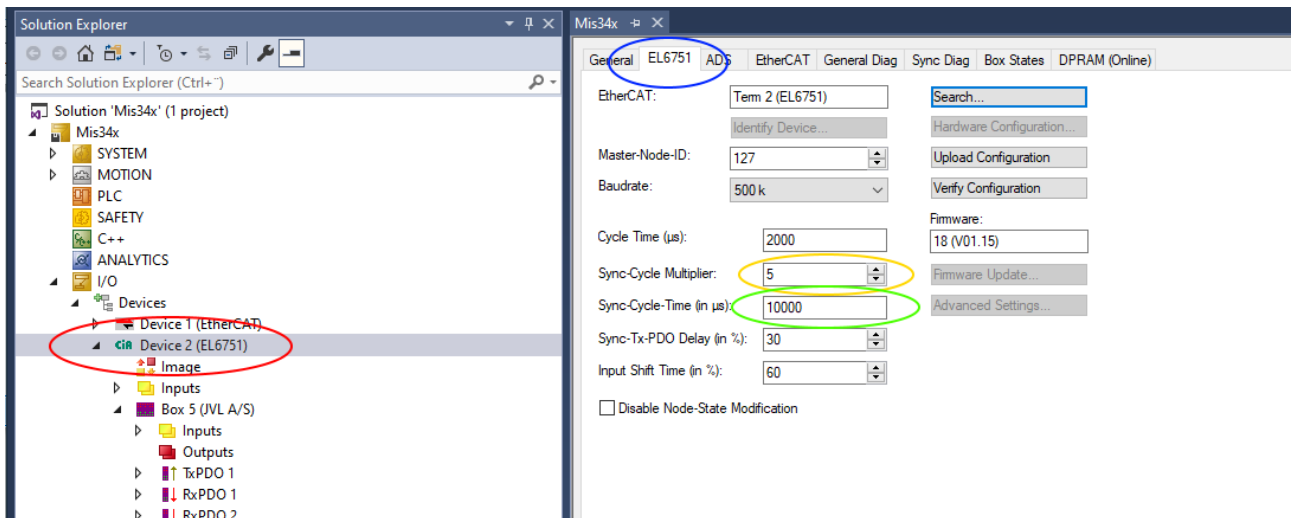 Solution Explorer
Search Solution Explorer (Ctrl+¨)
Solution 'Mis34x' (1 project)
Mis34x
SYSTEM
MOTION
PLC
SAFETY
C++
ANALYTICS
I/O
Devices
Device 1 (EtherCAT)
CiA Device 2 (EL6751)
Image
Inputs
Box 5 (JVL A/S)
Inputs
Outputs
TxPDO 1
RxPDO 1
RxPDO 2
Mis34x
General EL6751 ADS EtherCAT General Diag Sync Diag Box States DPRAM (Online)
EtherCAT: Term 2 (EL6751) Search...
Identify Device... Hardware Configuration...
Master-Node-ID: 127 Upload Configuration
Baudrate: 500 k Verify Configuration
Firmware:
Cycle Time (µs): 2000 18 (V01.15)
Sync-Cycle Multiplier: 5 Firmware Update...
Sync-Cycle-Time (in µs): 10000 Advanced Settings...
Sync-Tx-PDO Delay (in %): 30
Input Shift Time (in %): 60
Disable Node-State Modification